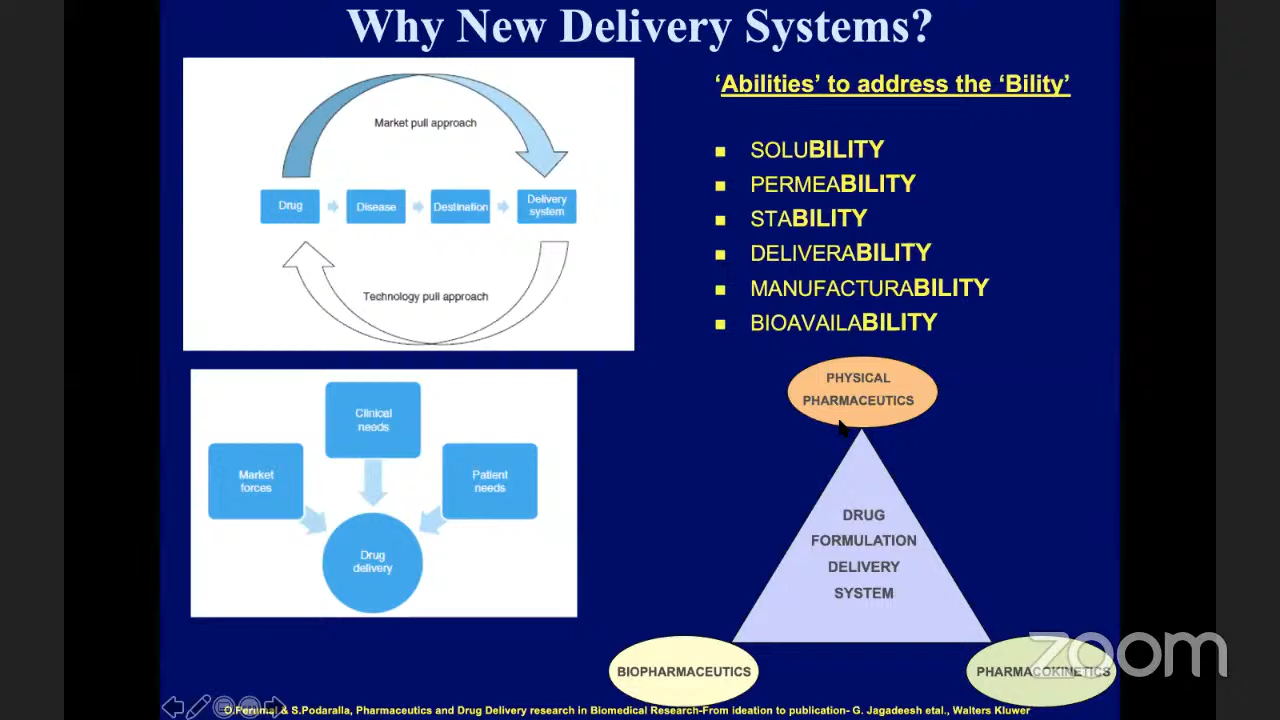 Why New Delivery Systems?
Market pull approach
Drug
Disease
Destination
Delivery
system
Technology pull approach
'Abilities' to address the 'Bility'
SOLUBILITY
PERMEABILITY
STABILITY
DELIVERABILITY
MANUFACTURABILITY
BIOAVAILABILITY
Clinical
needs
Market
forces
Patient
needs
Drug
delivery
PHYSICAL
PHARMACEUTICS
DRUG
FORMULATION
DELIVERY
SYSTEM
BIOPHARMACEUTICS
PHARMACOKINETICS
zoom
& S.Podaralla, Pharmaceutics and Drug Delivery research in Biomedical Research-From ideation to publication- G. Jagadeesh etal., Walters Kluwer